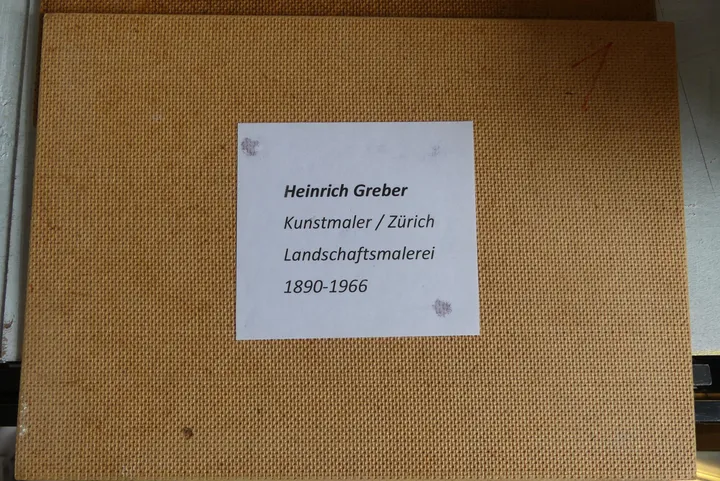 1
Heinrich Greber
Kunstmaler / Zürich
Landschaftsmalerei
1890-1966